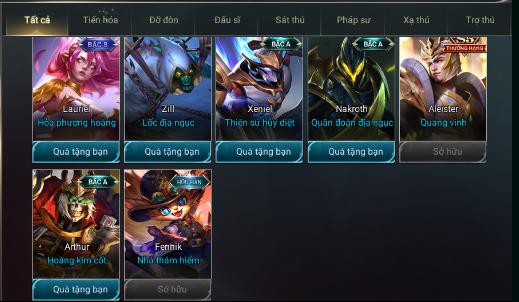 Tất cả Tiến hóa Đỡ đòn Đấu sĩ Sát thủ Pháp sư Xạ thủ Trợ thủ
BẬC S
Lauriel
Hỏa phượng hoàng
Quà tặng bạn
Zill
Lốc địa ngục
Quà tặng bạn
BẬC A
Xeniel
Thiên sứ hủy diệt
Quà tặng bạn
BẬC A
Nakroth
Quân đoàn địa ngục
Quà tặng bạn
THƯỞNG HẠNG
Aleister
Quang vinh
Sở hữu
BẬC A
Arthur
Hoàng kim cốt
Quà tặng bạn
HỮU HẠN
Fennik
Nhà thám hiểm
Sở hữu